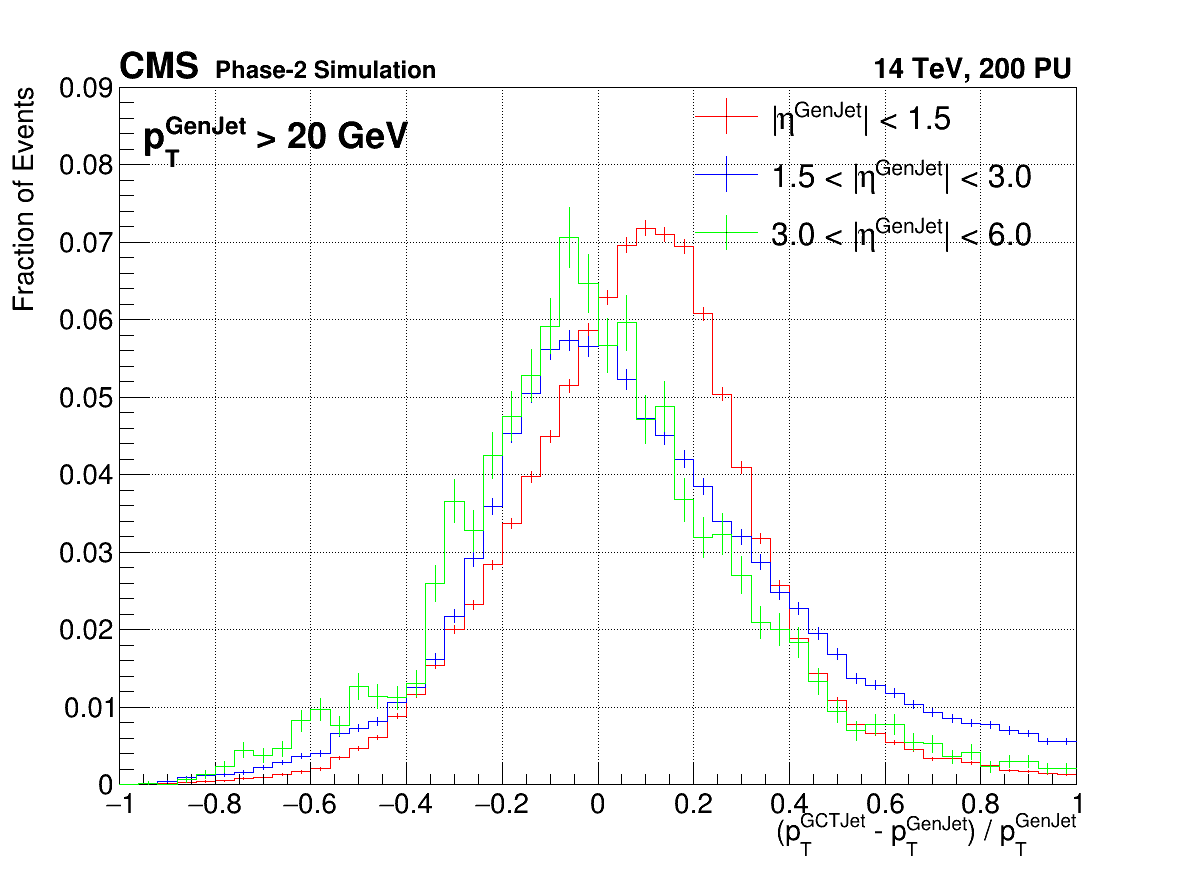 CMS Phase-2 Simulation 14 TeV, 200 PU
Fraction of Events
p_T^GenJet > 20 GeV
|η^GenJet| < 1.5
1.5 < |η^GenJet| < 3.0
3.0 < |η^GenJet| < 6.0
0.09
0.08
0.07
0.06
0.05
0.04
0.03
0.02
0.01
0
−1 −0.8 −0.6 −0.4 −0.2 0 0.2 0.4 0.6 0.8 1
(p_T^GCTJet - p_T^GenJet) / p_T^GenJet